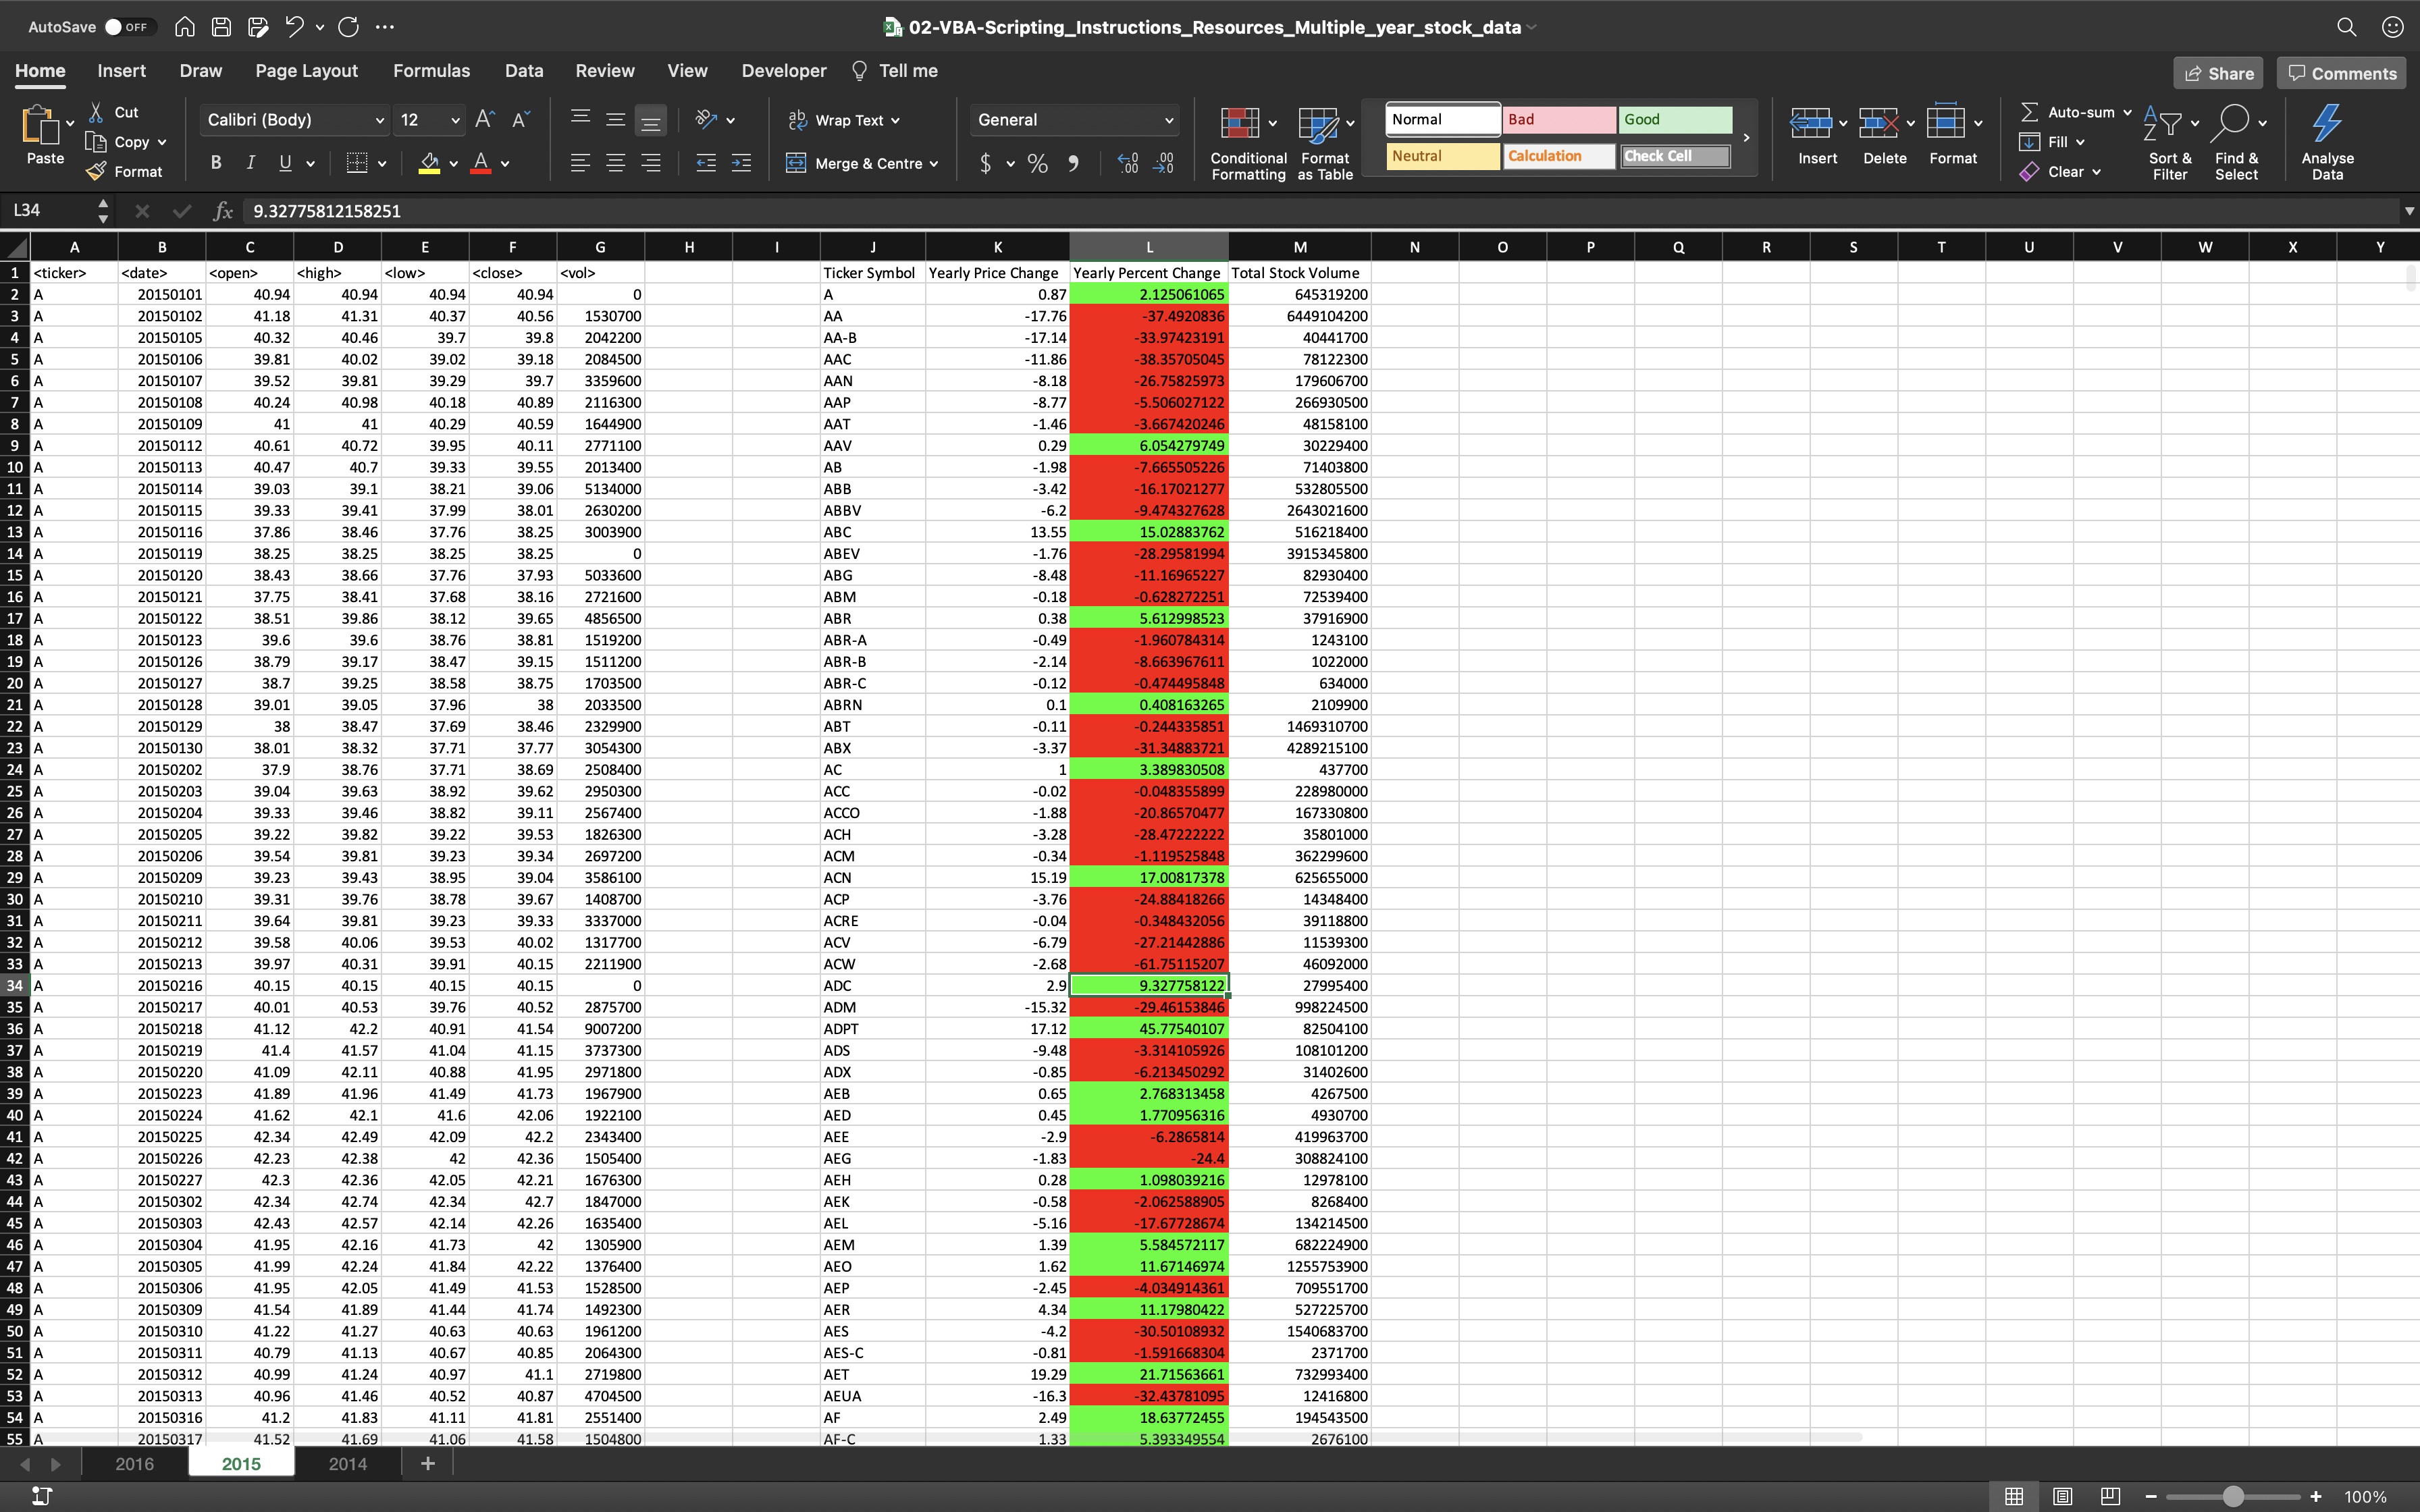 AutoSave OFF 02-VBA-Scripting_Instructions_Resources_Multiple_year_stock_data
Home Insert Draw Page Layout Formulas Data Review View Developer Tell me Share Comments
Paste Cut Copy Format
Calibri (Body) 12 B I U A
Wrap Text Merge & Centre
General $ % 9
Conditional Formatting Format as Table
Normal Bad Good
Neutral Calculation Check Cell
Insert Delete Format
Auto-sum Fill Clear
Sort & Filter Find & Select Analyse Data
L34 fx 9.32775812158251
A B C D E F G H I J K L M N O P Q R S T U V W X Y
1 <ticker> <date> <open> <high> <low> <close> <vol> Ticker Symbol Yearly Price Change Yearly Percent Change Total Stock Volume
2 A 20150101 40.94 40.94 40.94 40.94 0 A 0.87 2.125061065 645319200
3 A 20150102 41.18 41.31 40.37 40.56 1530700 AA -17.76 -37.4920836 6449104200
4 A 20150105 40.32 40.46 39.7 39.8 2042200 AA-B -17.14 -33.97423191 40441700
5 A 20150106 39.81 40.02 39.02 39.18 2084500 AAC -11.86 -38.35705045 78122300
6 A 20150107 39.52 39.81 39.29 39.7 3359600 AAN -8.18 -26.75825973 179606700
7 A 20150108 40.24 40.98 40.18 40.89 2116300 AAP -8.77 -5.506027122 266930500
8 A 20150109 41 41 40.29 40.59 1644900 AAT -1.46 -3.667420246 48158100
9 A 20150112 40.61 40.72 39.95 40.11 2771100 AAV 0.29 6.054279749 30229400
10 A 20150113 40.47 40.7 39.33 39.55 2013400 AB -1.98 -7.665505226 71403800
11 A 20150114 39.03 39.1 38.21 39.06 5134000 ABB -3.42 -16.17021277 532805500
12 A 20150115 39.33 39.41 37.99 38.01 2630200 ABBV -6.2 -9.474327628 2643021600
13 A 20150116 37.86 38.46 37.76 38.25 3003900 ABC 13.55 15.02883762 516218400
14 A 20150119 38.25 38.25 38.25 38.25 0 ABEV -1.76 -28.29581994 3915345800
15 A 20150120 38.43 38.66 37.76 37.93 5033600 ABG -8.48 -11.16965227 82930400
16 A 20150121 37.75 38.41 37.68 38.16 2721600 ABM -0.18 -0.628272251 72539400
17 A 20150122 38.51 39.86 38.12 39.65 4856500 ABR 0.38 5.612998523 37916900
18 A 20150123 39.6 39.6 38.76 38.81 1519200 ABR-A -0.49 -1.960784314 1243100
19 A 20150126 38.79 39.17 38.47 39.15 1511200 ABR-B -2.14 -8.663967611 1022000
20 A 20150127 38.7 39.25 38.58 38.75 1703500 ABR-C -0.12 -0.474495848 634000
21 A 20150128 39.01 39.05 37.96 38 2033500 ABRN 0.1 0.408163265 2109900
22 A 20150129 38 38.47 37.69 38.46 2329900 ABT -0.11 -0.244335851 1469310700
23 A 20150130 38.01 38.32 37.71 37.77 3054300 ABX -3.37 -31.34883721 4289215100
24 A 20150202 37.9 38.76 37.71 38.69 2508400 AC 1 3.389830508 437700
25 A 20150203 39.04 39.63 38.92 39.62 2950300 ACC -0.02 -0.048355899 228980000
26 A 20150204 39.33 39.46 38.82 39.11 2567400 ACCO -1.88 -20.86570477 167330800
27 A 20150205 39.22 39.82 39.22 39.53 1826300 ACH -3.28 -28.47222222 35801000
28 A 20150206 39.54 39.81 39.23 39.34 2697200 ACM -0.34 -1.119525848 362299600
29 A 20150209 39.23 39.43 38.95 39.04 3586100 ACN 15.19 17.00817378 625655000
30 A 20150210 39.31 39.76 38.78 39.67 1408700 ACP -3.76 -24.88418266 14348400
31 A 20150211 39.64 39.81 39.23 39.33 3337000 ACRE -0.04 -0.348432056 39118800
32 A 20150212 39.58 40.06 39.53 40.02 1317700 ACV -6.79 -27.21442886 11539300
33 A 20150213 39.97 40.31 39.91 40.15 2211900 ACW -2.68 -61.75115207 46092000
34 A 20150216 40.15 40.15 40.15 40.15 0 ADC 2.9 9.327758122 27995400
35 A 20150217 40.01 40.53 39.76 40.52 2875700 ADM -15.32 -29.46153846 998224500
36 A 20150218 41.12 42.2 40.91 41.54 9007200 ADPT 17.12 45.77540107 82504100
37 A 20150219 41.4 41.57 41.04 41.15 3737300 ADS -9.48 -3.314105926 108101200
38 A 20150220 41.09 42.11 40.88 41.95 2971800 ADX -0.85 -6.213450292 31402600
39 A 20150223 41.89 41.96 41.49 41.73 1967900 AEB 0.65 2.768313458 4267500
40 A 20150224 41.62 42.1 41.6 42.06 1922100 AED 0.45 1.770956316 4930700
41 A 20150225 42.34 42.49 42.09 42.2 2343400 AEE -2.9 -6.2865814 419963700
42 A 20150226 42.23 42.38 42 42.36 1505400 AEG -1.83 -24.4 308824100
43 A 20150227 42.3 42.36 42.05 42.21 1676300 AEH 0.28 1.098039216 12978100
44 A 20150302 42.34 42.74 42.34 42.7 1847000 AEK -0.58 -2.062588905 8268400
45 A 20150303 42.43 42.57 42.14 42.26 1635400 AEL -5.16 -17.67728674 134214500
46 A 20150304 41.95 42.16 41.73 42 1305900 AEM 1.39 5.584572117 682224900
47 A 20150305 41.99 42.24 41.84 42.22 1376400 AEO 1.62 11.67146974 1255753900
48 A 20150306 41.95 42.05 41.49 41.53 1528500 AEP -2.45 -4.034914361 709551700
49 A 20150309 41.54 41.89 41.44 41.74 1492300 AER 4.34 11.17980422 527225700
50 A 20150310 41.22 41.27 40.63 40.63 1961200 AES -4.2 -30.50108932 1540683700
51 A 20150311 40.79 41.13 40.67 40.85 2064300 AES-C -0.81 -1.591668304 2371700
52 A 20150312 40.99 41.24 40.97 41.1 2719800 AET 19.29 21.71563661 732993400
53 A 20150313 40.96 41.46 40.52 40.87 4704500 AEUA -16.3 -32.43781095 12416800
54 A 20150316 41.2 41.83 41.11 41.81 2551400 AF 2.49 18.63772455 194543500
55 A 20150317 41.52 41.69 41.06 41.58 1504800 AF-C 1.33 5.393349554 2676100
2016 2015 2014 +
100%